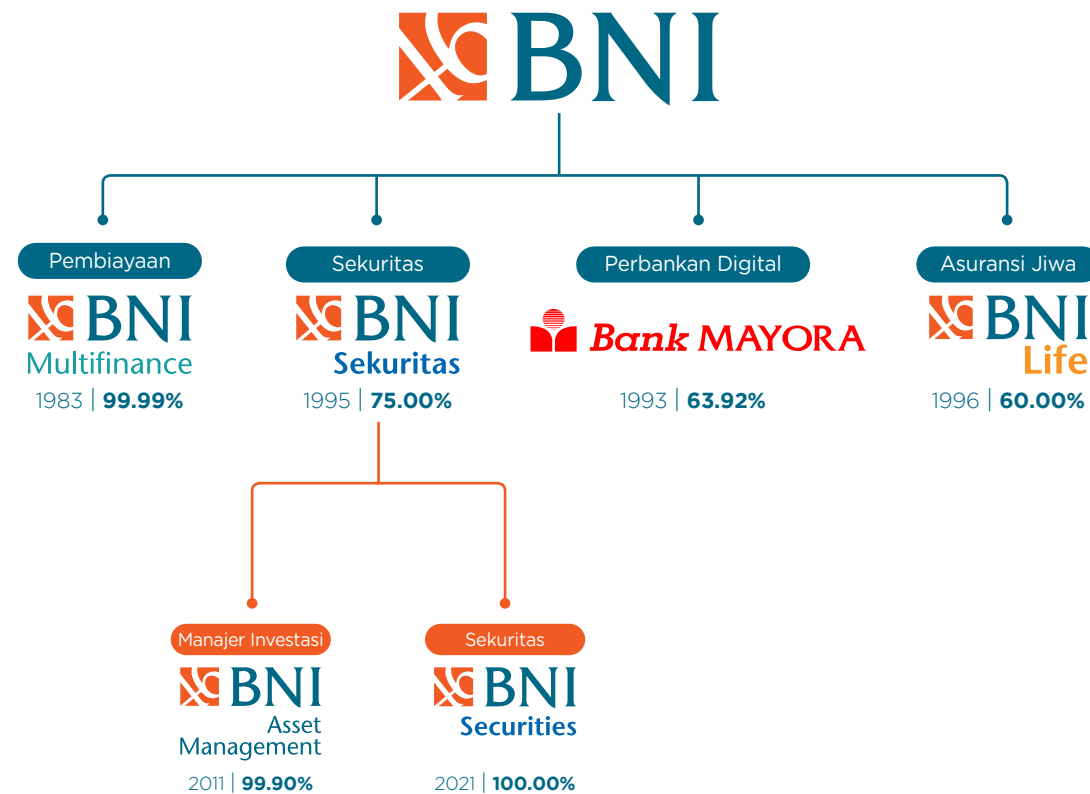 BNI
Pembiayaan
BNI
Multifinance
1983 | 99.99%
Sekuritas
BNI
Sekuritas
1995 | 75.00%
Perbankan Digital
Bank MAYORA
1993 | 63.92%
Asuransi Jiwa
BNI
Life
1996 | 60.00%
Manajer Investasi
BNI
Asset
Management
2011 | 99.90%
Sekuritas
BNI
Securities
2021 | 100.00%